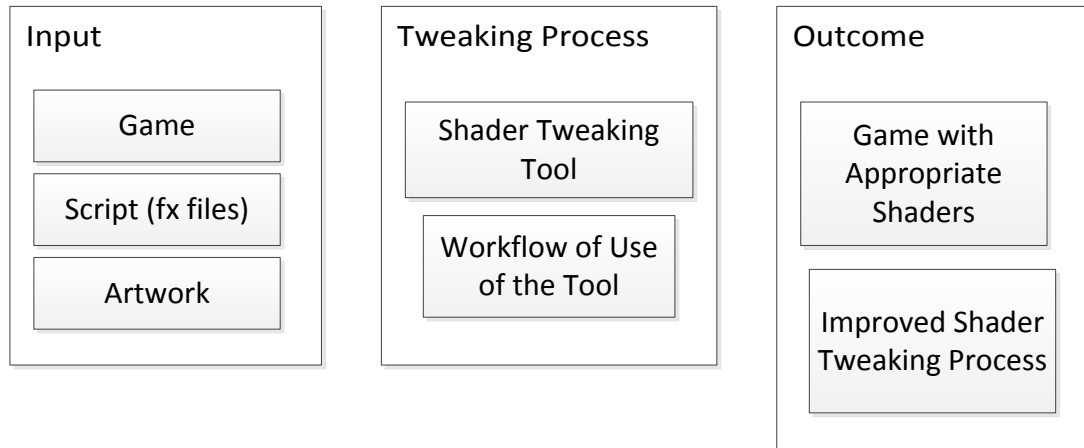 Input
Game
Script (fx files)
Artwork
Tweaking Process
Shader Tweaking
Tool
Workflow of Use
of the Tool
Outcome
Game with
Appropriate
Shaders
Improved Shader
Tweaking Process